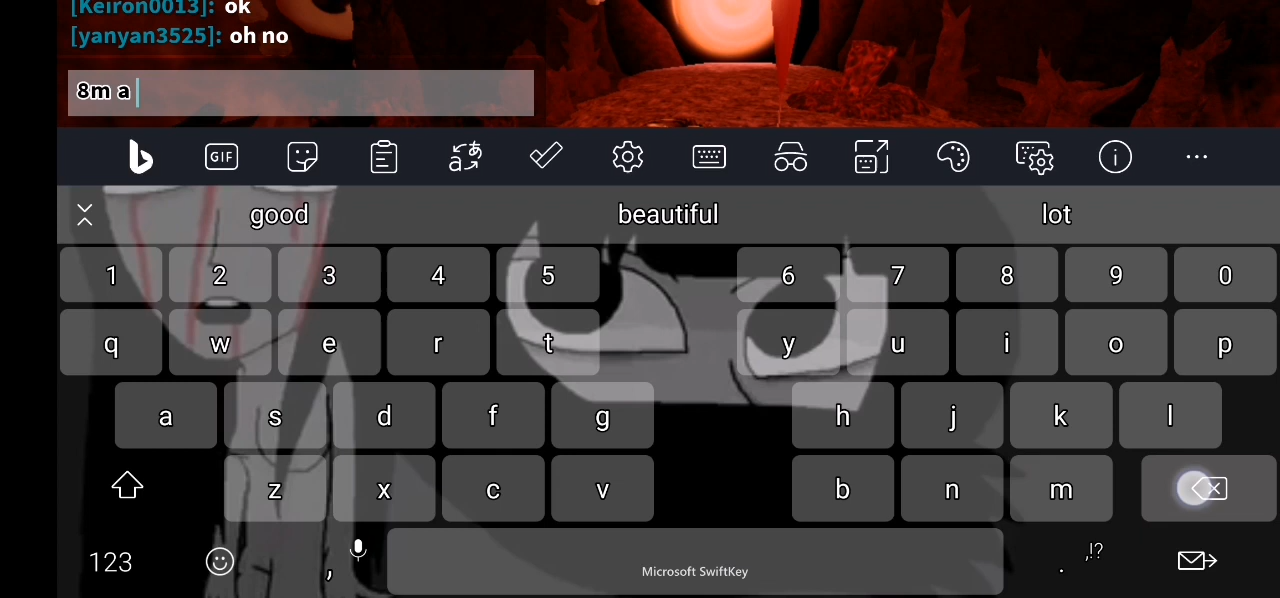 [Keiron0013]: ok
[yanyan3525]: oh no
8m a
GIF
good beautiful lot
1 2 3 4 5 6 7 8 9 0
q w e r t y u i o p
a s d f g h j k l
z x c v b n m
123 , Microsoft SwiftKey . ,!?